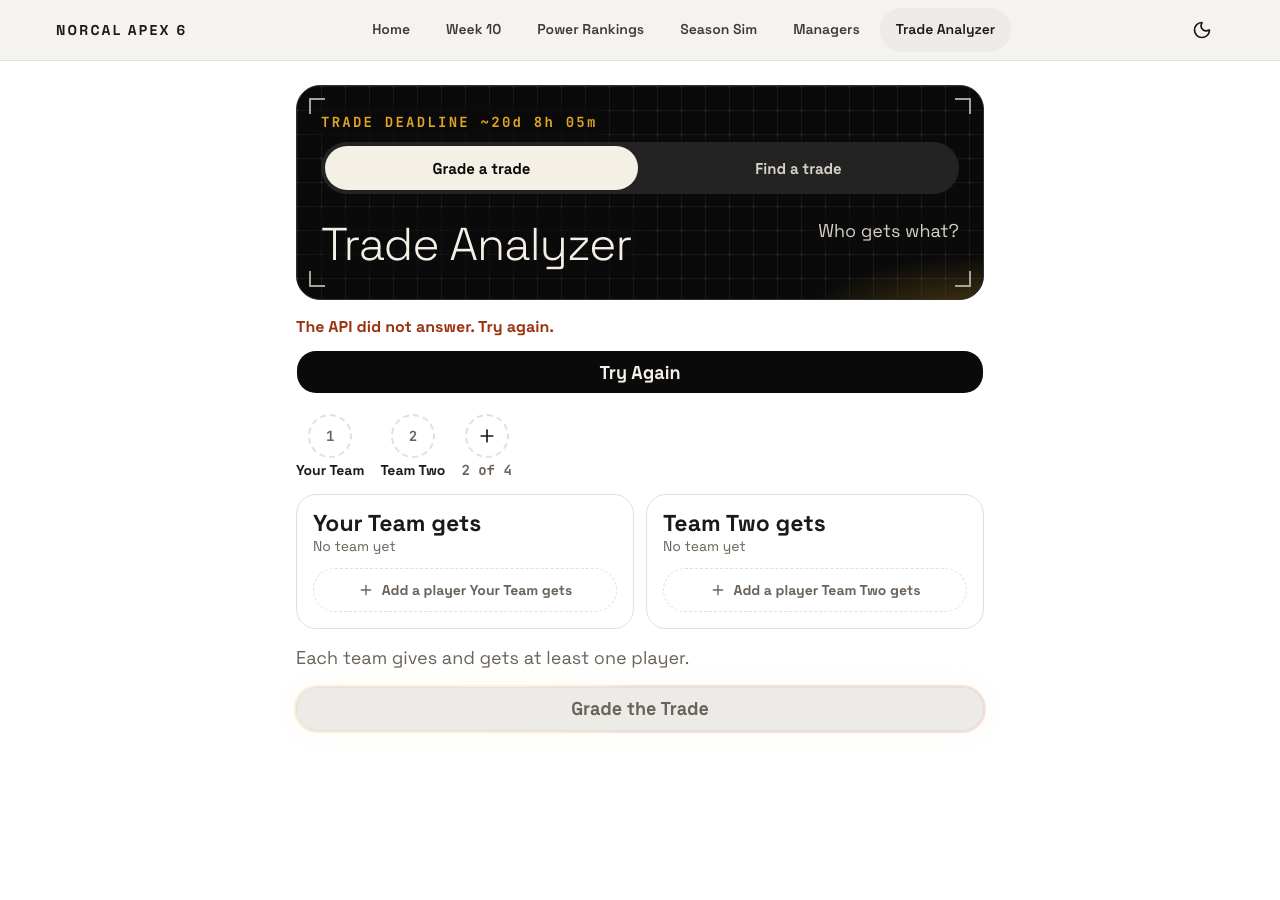 NORCAL APEX 6
Home
Week 10
Power Rankings
Season Sim
Managers
Trade Analyzer
TRADE DEADLINE ~20d 8h 05m
Grade a trade
Find a trade
Trade Analyzer
Who gets what?
The API did not answer. Try again.
Try Again
1
2
Your Team
Team Two
2 of 4
Your Team gets
No team yet
+ Add a player Your Team gets
Team Two gets
No team yet
+ Add a player Team Two gets
Each team gives and gets at least one player.
Grade the Trade